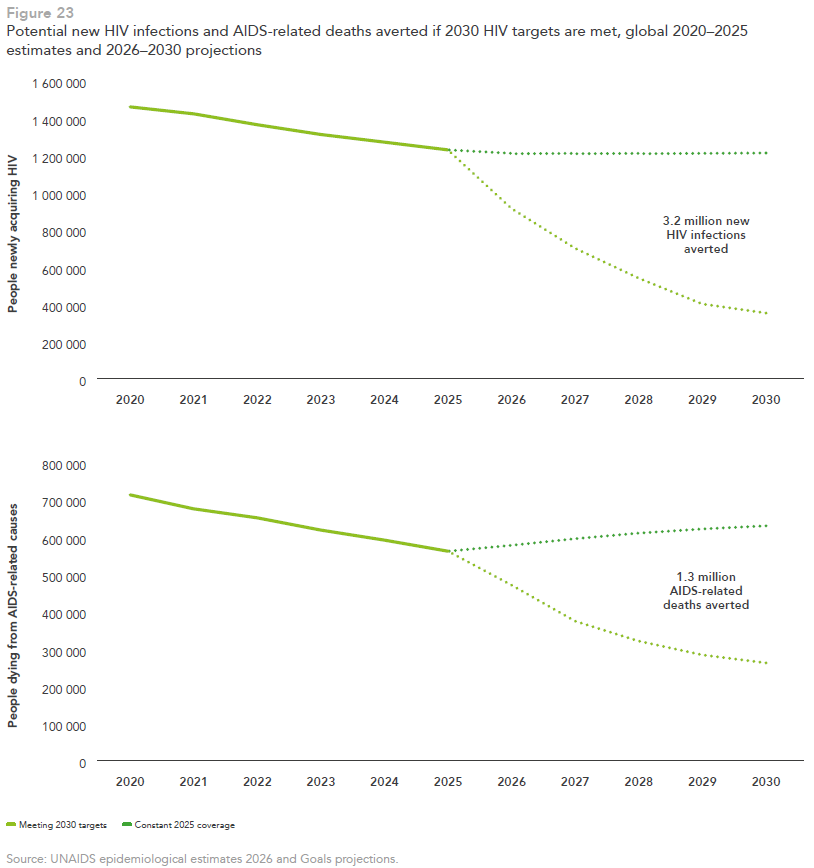 Figure 23
Potential new HIV infections and AIDS-related deaths averted if 2030 HIV targets are met, global 2020–2025
estimates and 2026–2030 projections
People newly acquiring HIV
1 600 000
1 400 000
1 200 000
1 000 000
800 000
600 000
400 000
200 000
0
3.2 million new
HIV infections
averted
2020 2021 2022 2023 2024 2025 2026 2027 2028 2029 2030
People dying from AIDS-related causes
800 000
700 000
600 000
500 000
400 000
300 000
200 000
100 000
0
1.3 million
AIDS-related
deaths averted
2020 2021 2022 2023 2024 2025 2026 2027 2028 2029 2030
Meeting 2030 targets Constant 2025 coverage
Source: UNAIDS epidemiological estimates 2026 and Goals projections.